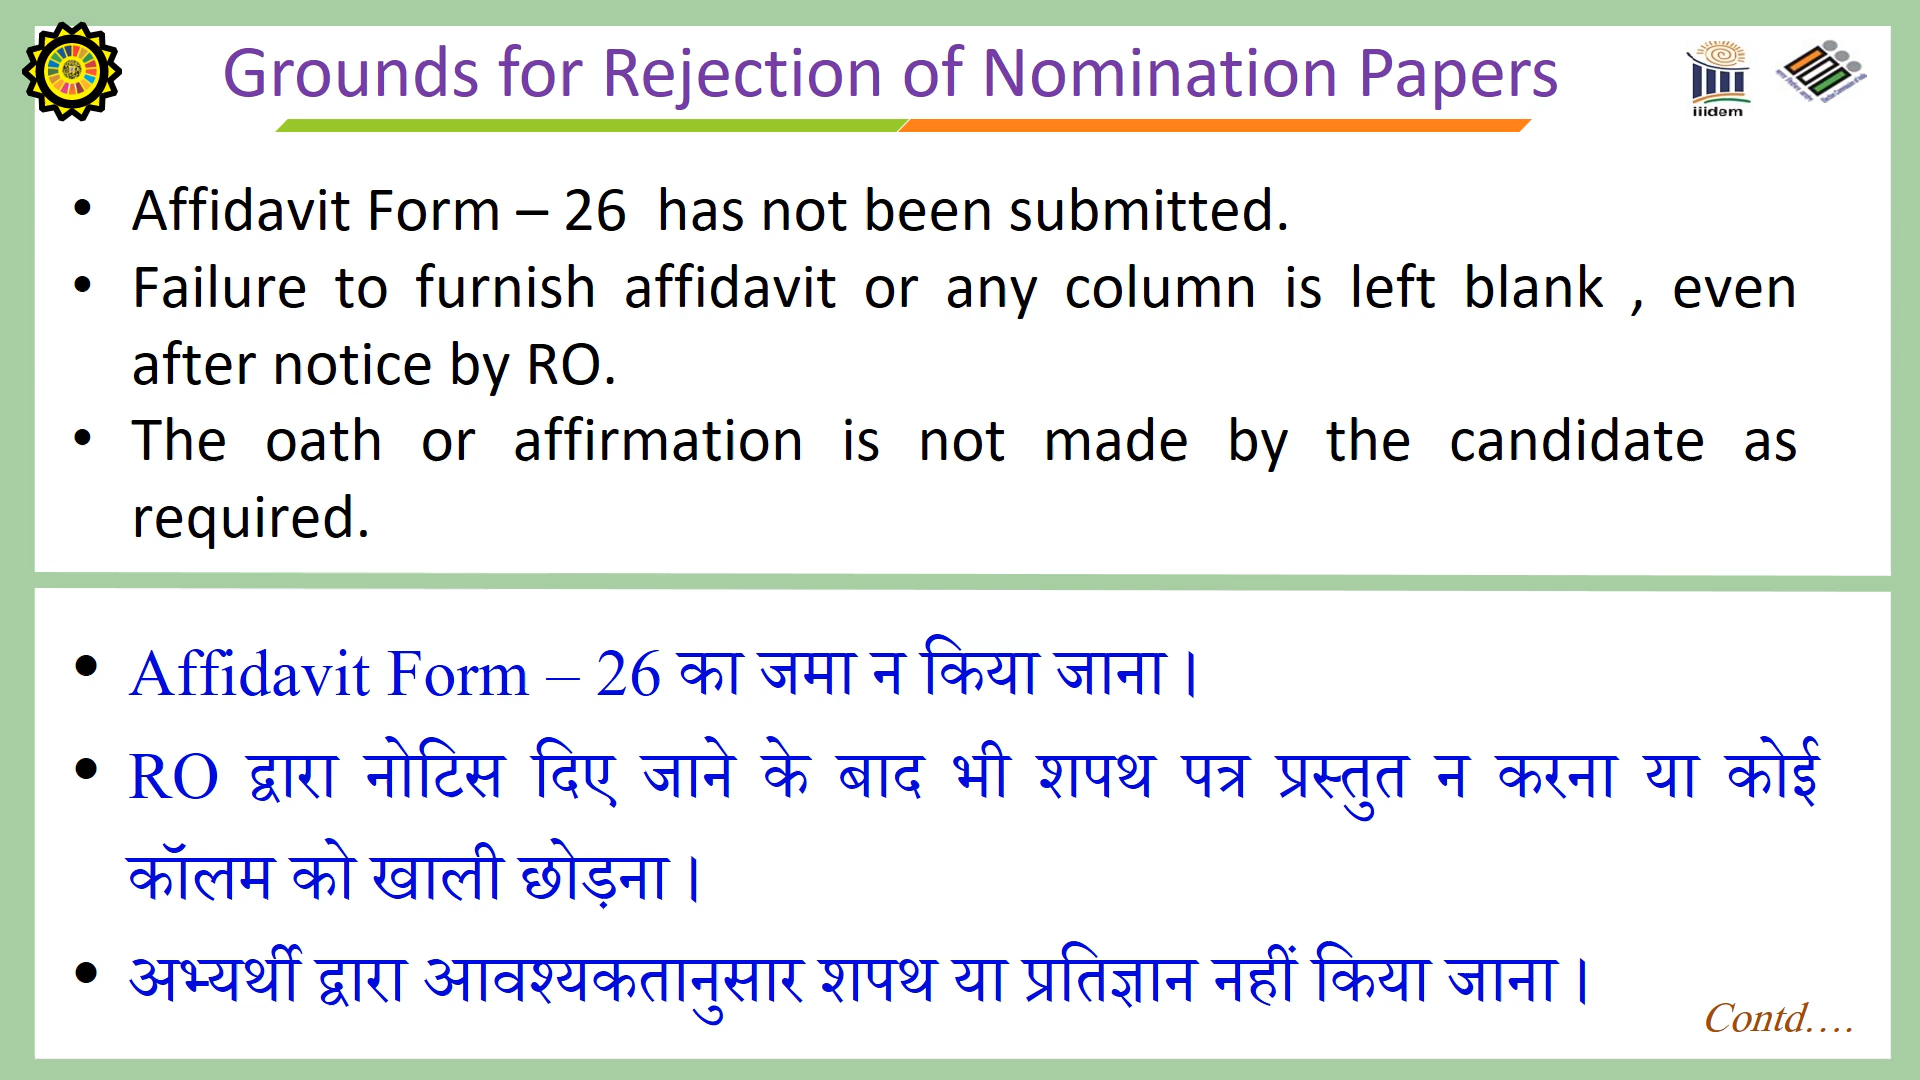 Grounds for Rejection of Nomination Papers
iiidem
• Affidavit Form – 26 has not been submitted.
• Failure to furnish affidavit or any column is left blank , even
after notice by RO.
• The oath or affirmation is not made by the candidate as
required.
• Affidavit Form – 26 का जमा न किया जाना।
• RO द्वारा नोटिस दिए जाने के बाद भी शपथ पत्र प्रस्तुत न करना या कोई
कॉलम को खाली छोड़ना।
• अभ्यर्थी द्वारा आवश्यकतानुसार शपथ या प्रतिज्ञान नहीं किया जाना।
Contd....